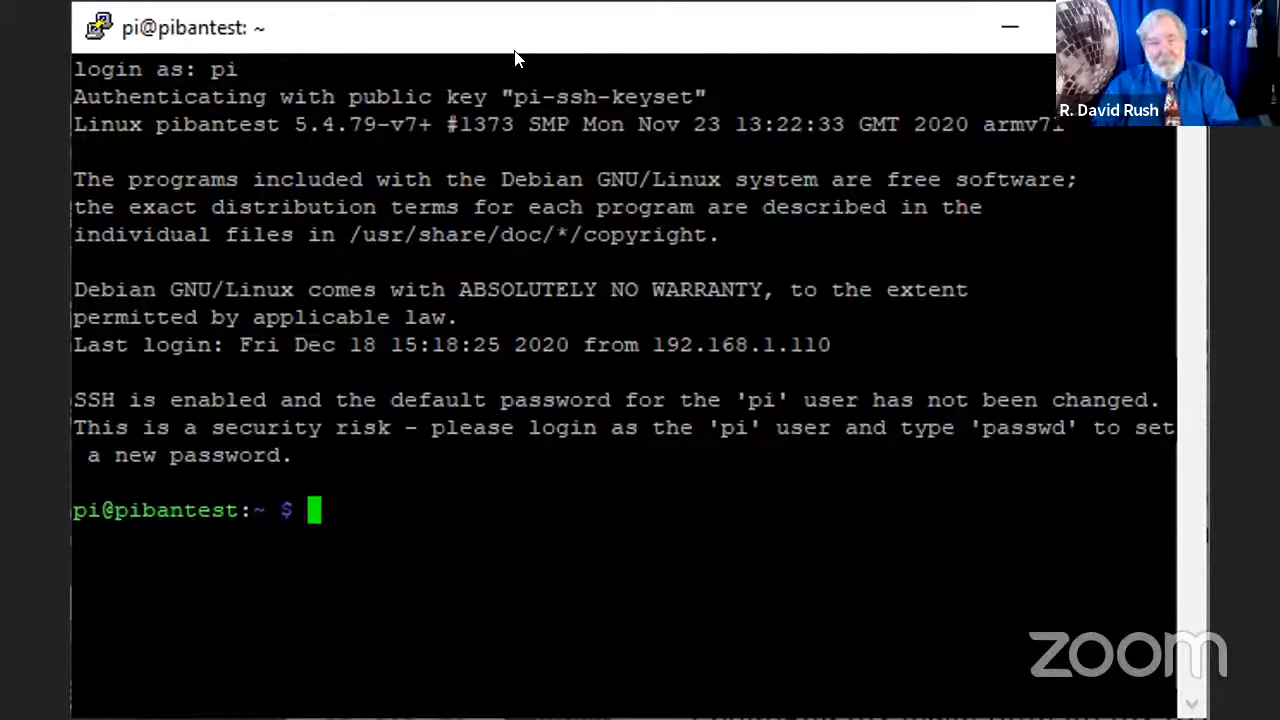 pi@pibantest: ~
R. David Rush
login as: pi
Authenticating with public key "pi-ssh-keyset"
Linux pibantest 5.4.79-v7+ #1373 SMP Mon Nov 23 13:22:33 GMT 2020 armv7l
The programs included with the Debian GNU/Linux system are free software;
the exact distribution terms for each program are described in the
individual files in /usr/share/doc/*/copyright.
Debian GNU/Linux comes with ABSOLUTELY NO WARRANTY, to the extent
permitted by applicable law.
Last login: Fri Dec 18 15:18:25 2020 from 192.168.1.110
SSH is enabled and the default password for the 'pi' user has not been changed.
This is a security risk - please login as the 'pi' user and type 'passwd' to set
a new password.
pi@pibantest:~ $
zoom